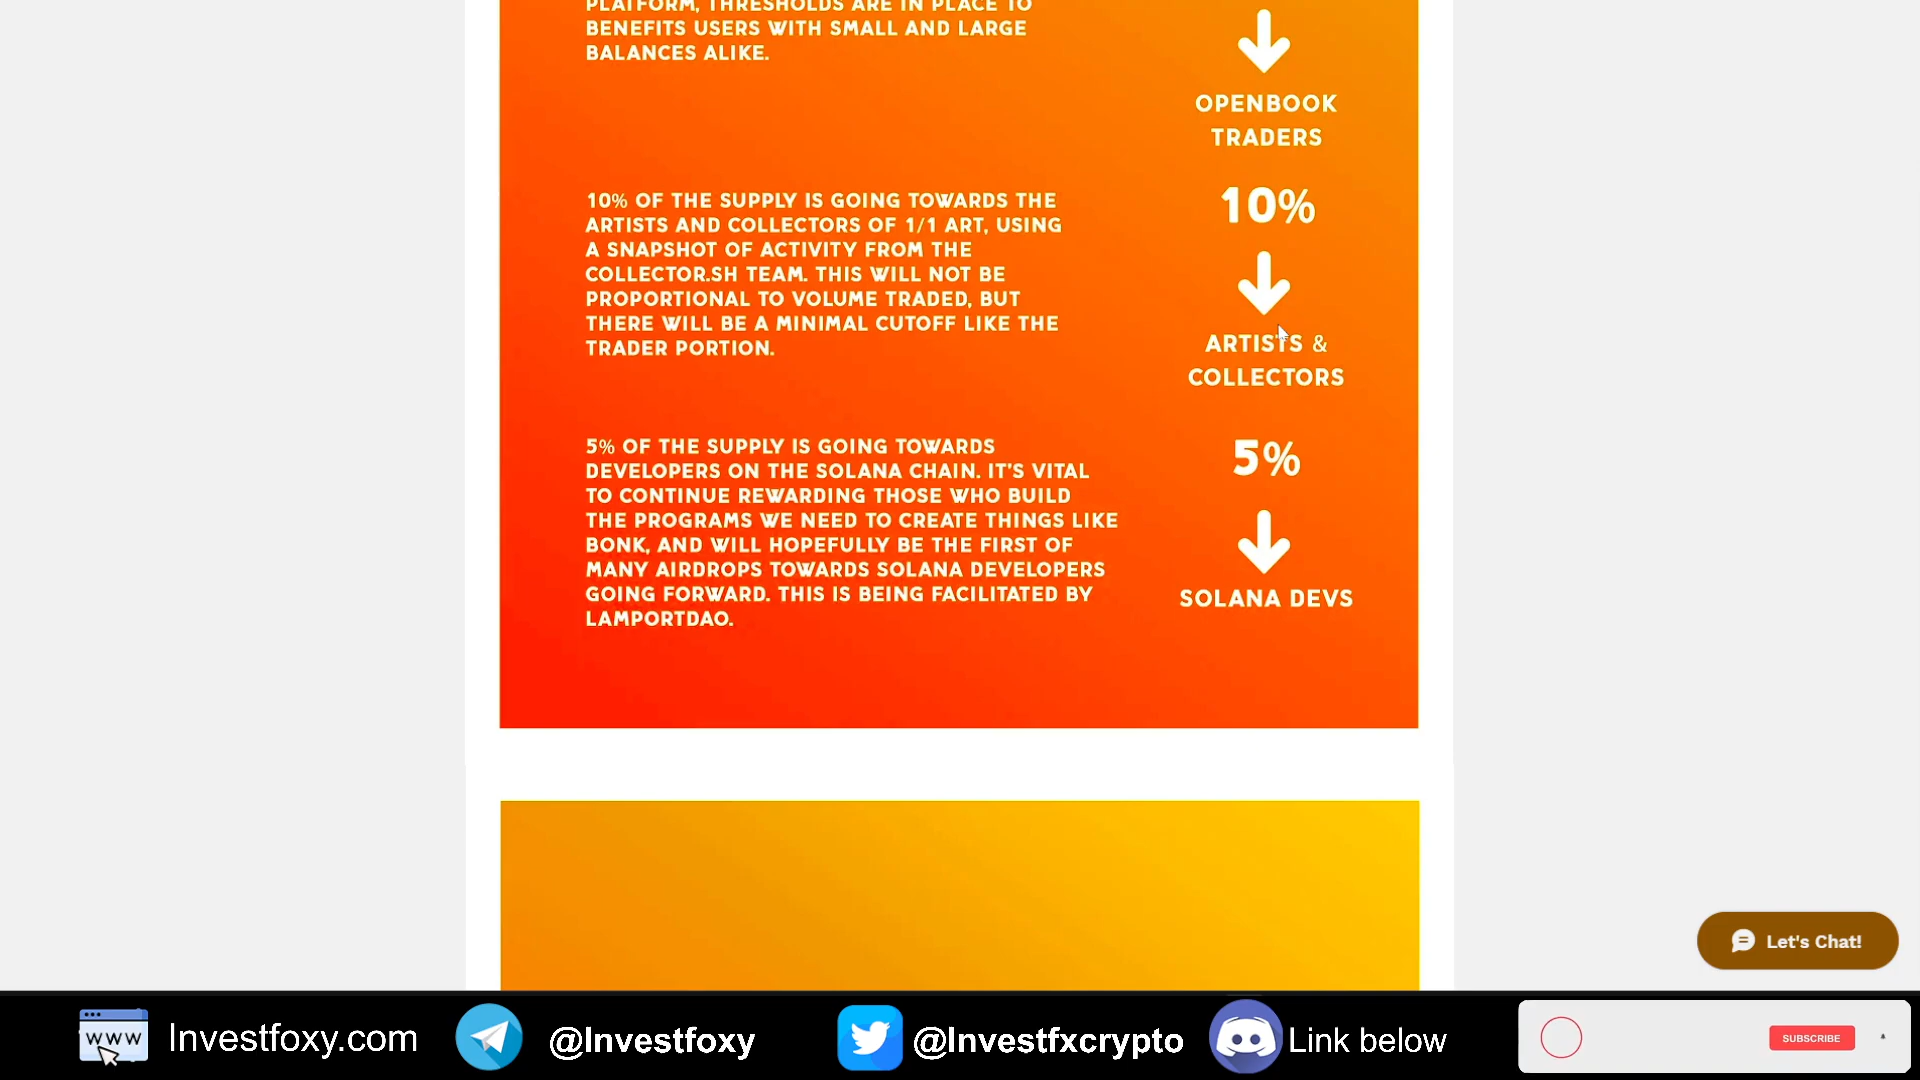 PLATFORM, THRESHOLDS ARE IN PLACE TO
BENEFITS USERS WITH SMALL AND LARGE
BALANCES ALIKE.
OPENBOOK
TRADERS
10% OF THE SUPPLY IS GOING TOWARDS THE
ARTISTS AND COLLECTORS OF 1/1 ART, USING
A SNAPSHOT OF ACTIVITY FROM THE
COLLECTOR.SH TEAM. THIS WILL NOT BE
PROPORTIONAL TO VOLUME TRADED, BUT
THERE WILL BE A MINIMAL CUTOFF LIKE THE
TRADER PORTION.
10%
ARTISTS &
COLLECTORS
5% OF THE SUPPLY IS GOING TOWARDS
DEVELOPERS ON THE SOLANA CHAIN. IT'S VITAL
TO CONTINUE REWARDING THOSE WHO BUILD
THE PROGRAMS WE NEED TO CREATE THINGS LIKE
BONK, AND WILL HOPEFULLY BE THE FIRST OF
MANY AIRDROPS TOWARDS SOLANA DEVELOPERS
GOING FORWARD. THIS IS BEING FACILITATED BY
LAMPORTDAO.
5%
SOLANA DEVS
Let's Chat!
WWW
Investfoxy.com
@Investfoxy
@Investfxcrypto
Link below
SUBSCRIBE